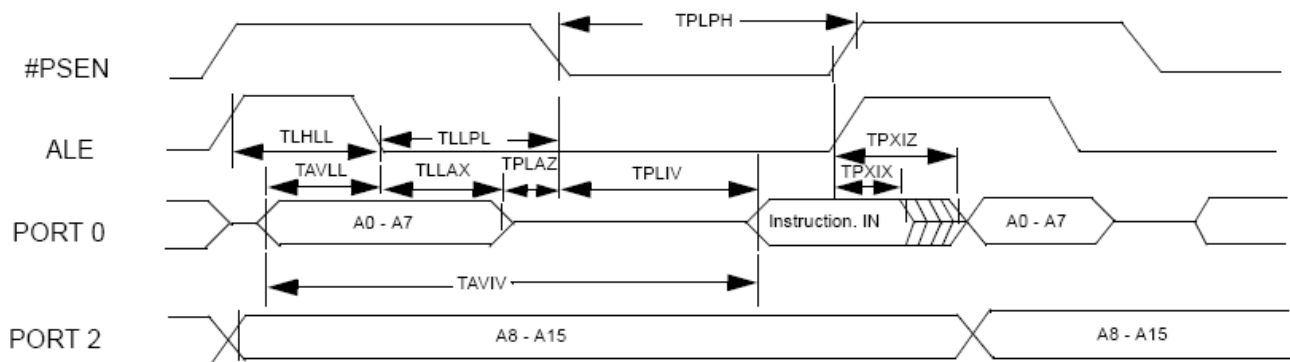 TPLPH
#PSEN
TLHLL
TLLPL
ALE
TPXIZ
TAVLL
TLLAX
TPLAZ
TPLIV
TPXIX
PORT 0
A0 - A7
Instruction. IN
A0 - A7
TAVIV
PORT 2
A8 - A15
A8 - A15